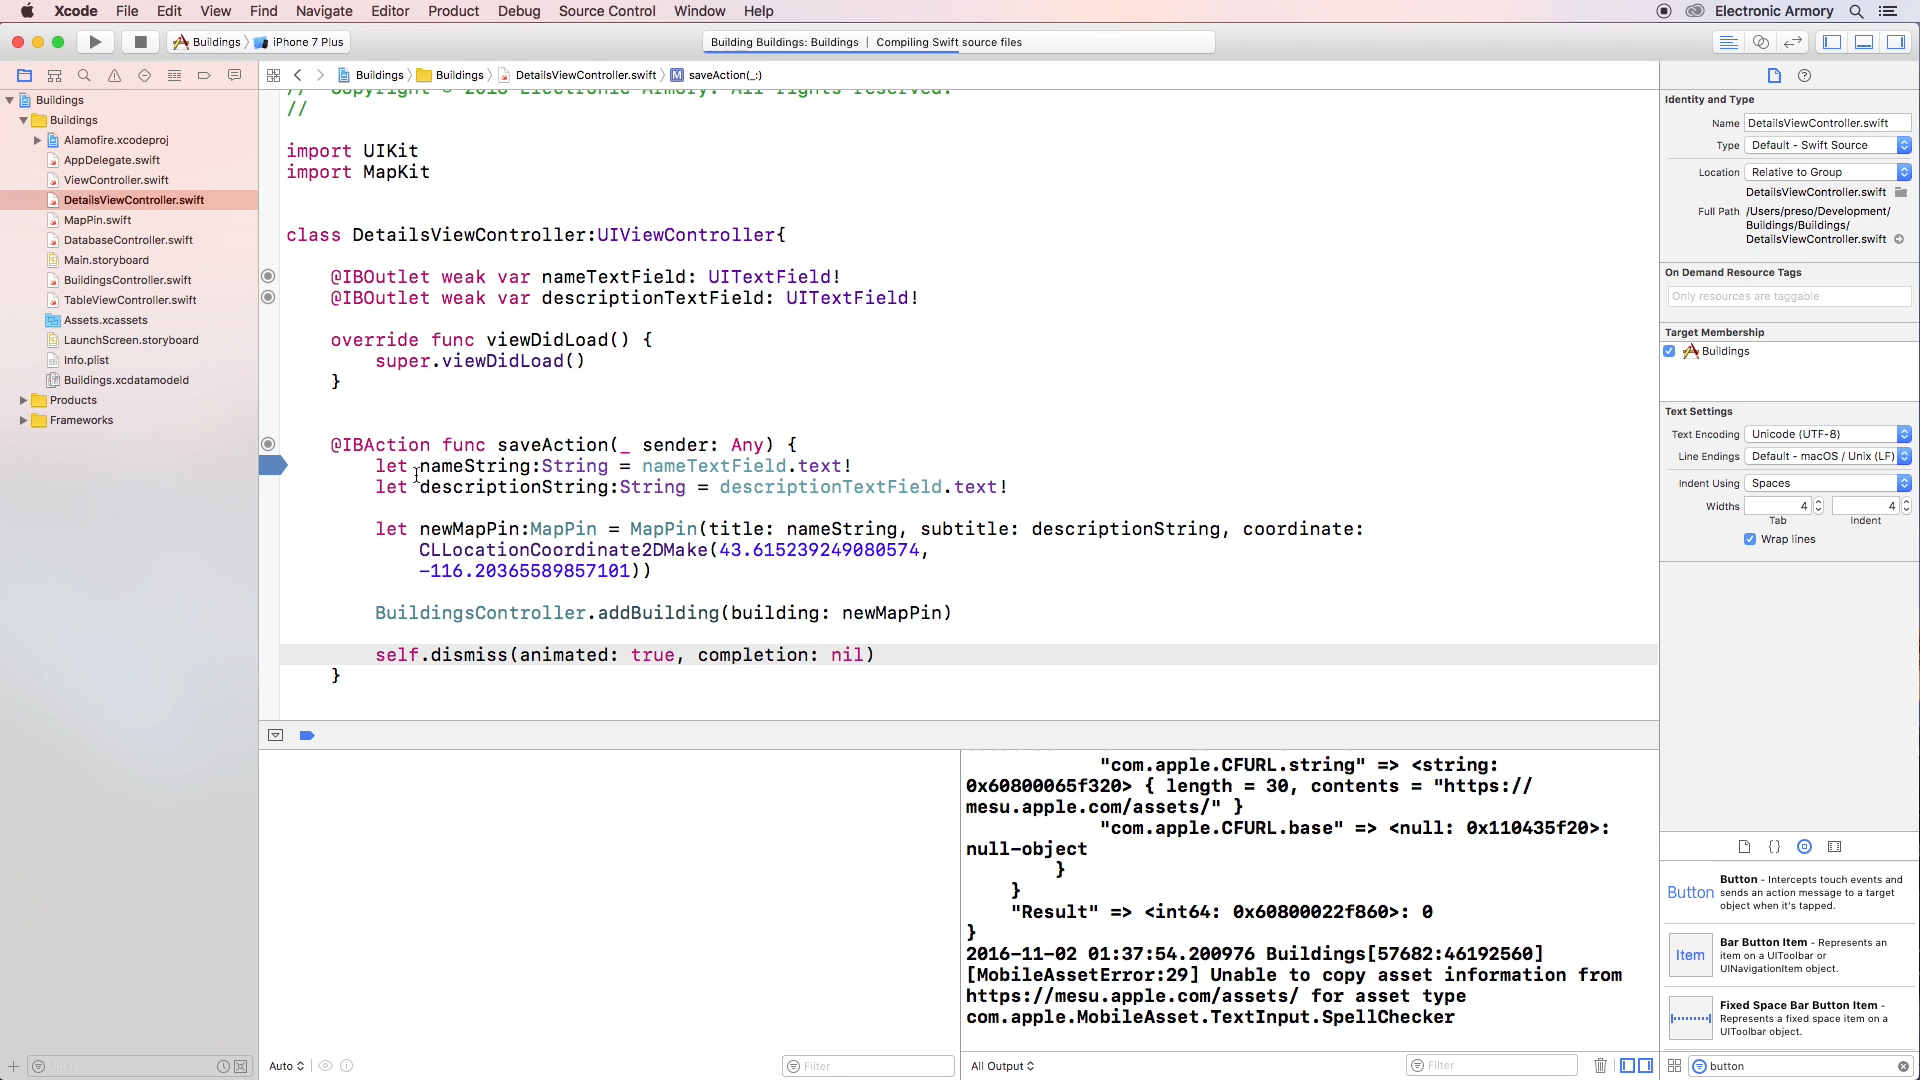 Xcode File Edit View Find Navigate Editor Product Debug Source Control Window Help Electronic Armory
Buildings iPhone 7 Plus Building Buildings: Buildings | Compiling Swift source files
Buildings Buildings DetailsViewController.swift M saveAction(_:)
Buildings
Buildings
Alamofire.xcodeproj
AppDelegate.swift
ViewController.swift
DetailsViewController.swift
MapPin.swift
DatabaseController.swift
Main.storyboard
BuildingsController.swift
TableViewController.swift
Assets.xcassets
LaunchScreen.storyboard
Info.plist
Buildings.xcdatamodeld
Products
Frameworks
Filter
// Copyright © 2016 Electronic Armory. All rights reserved.
//
import UIKit
import MapKit
class DetailsViewController:UIViewController{
@IBOutlet weak var nameTextField: UITextField!
@IBOutlet weak var descriptionTextField: UITextField!
override func viewDidLoad() {
super.viewDidLoad()
}
@IBAction func saveAction(_ sender: Any) {
let nameString:String = nameTextField.text!
let descriptionString:String = descriptionTextField.text!
let newMapPin:MapPin = MapPin(title: nameString, subtitle: descriptionString, coordinate:
CLLocationCoordinate2DMake(43.615239249080574,
-116.20365589857101))
BuildingsController.addBuilding(building: newMapPin)
self.dismiss(animated: true, completion: nil)
}
Auto
Filter
"com.apple.CFURL.string" => <string:
0x60800065f320> { length = 30, contents = "https://
mesu.apple.com/assets/" }
"com.apple.CFURL.base" => <null: 0x110435f20>:
null-object
}
}
"Result" => <int64: 0x60800022f860>: 0
}
2016-11-02 01:37:54.200976 Buildings[57682:46192560]
[MobileAssetError:29] Unable to copy asset information from
https://mesu.apple.com/assets/ for asset type
com.apple.MobileAsset.TextInput.SpellChecker
All Output
Filter
Identity and Type
Name DetailsViewController.swift
Type Default - Swift Source
Location Relative to Group
DetailsViewController.swift
Full Path /Users/preso/Development/
Buildings/Buildings/
DetailsViewController.swift
On Demand Resource Tags
Only resources are taggable
Target Membership
Buildings
Text Settings
Text Encoding Unicode (UTF-8)
Line Endings Default - macOS / Unix (LF)
Indent Using Spaces
Widths 4 4
Tab Indent
Wrap lines
{}
Button Button - Intercepts touch events and
sends an action message to a target
object when it's tapped.
Item Bar Button Item - Represents an
item on a UIToolbar or
UINavigationItem object.
Fixed Space Bar Button Item -
Represents a fixed space item on a
UIToolbar object.
button